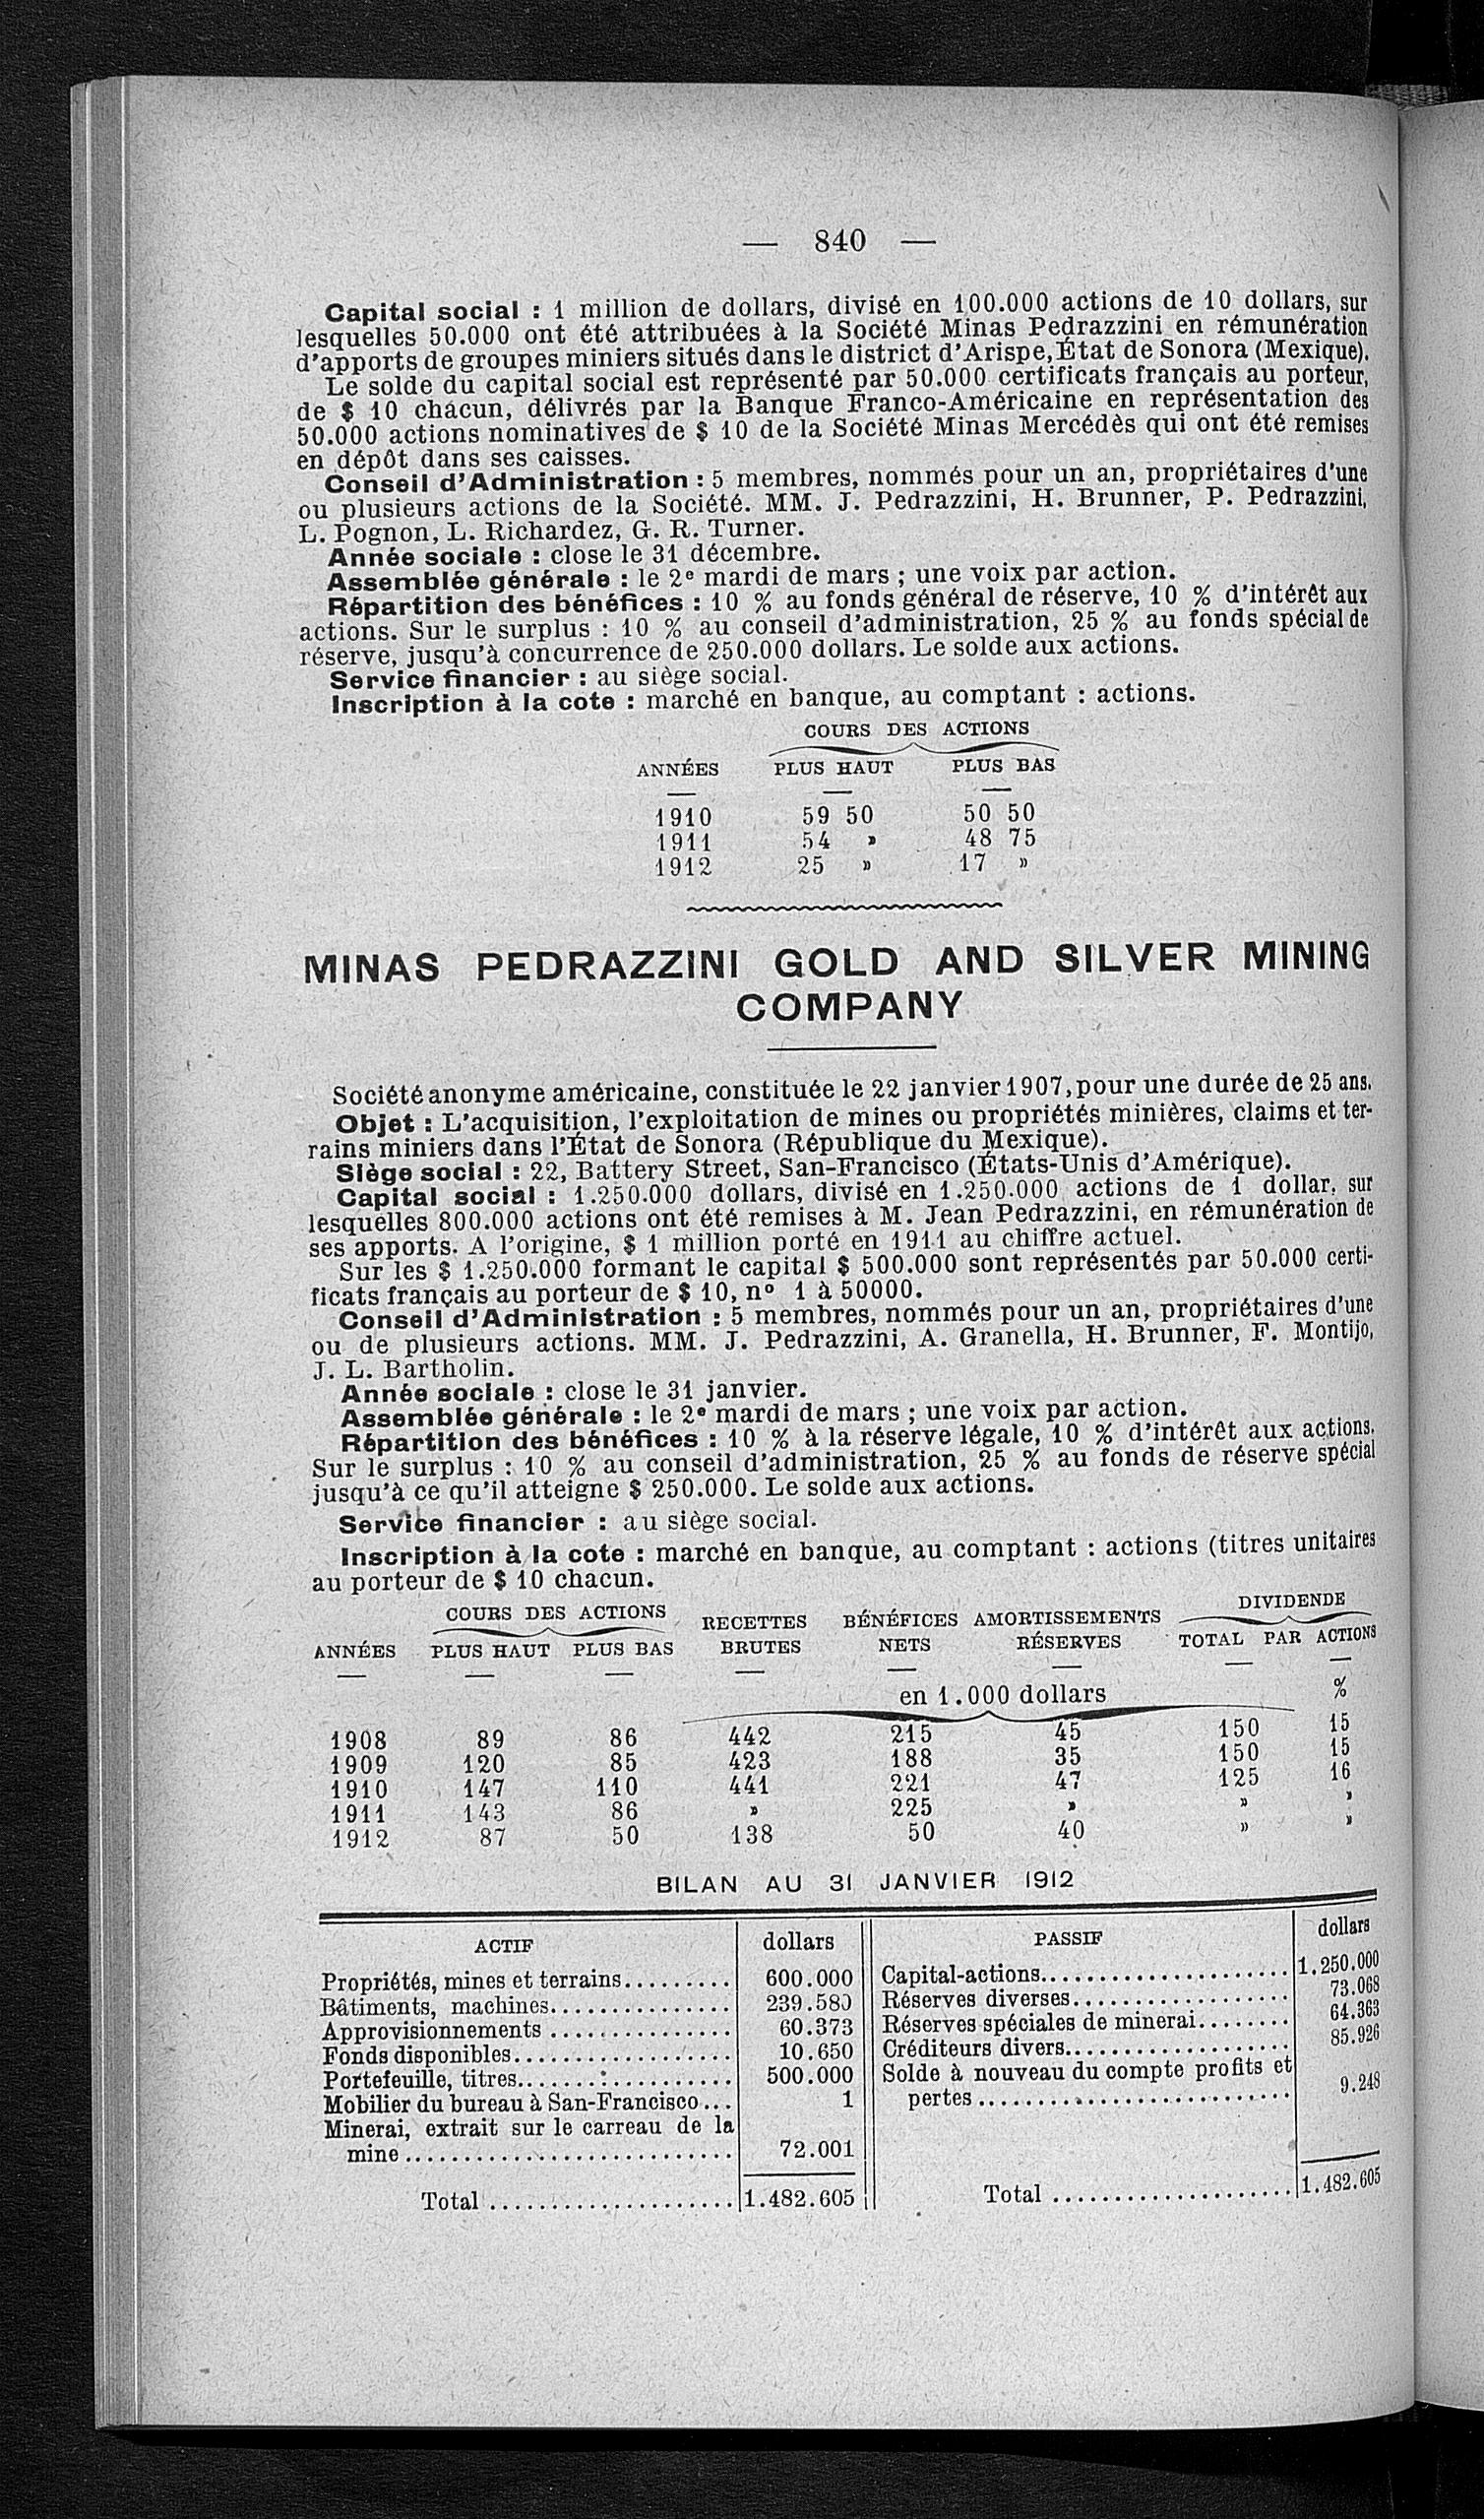 — 840 —
Capital social : 1 million de dollars, divisé en 100.000 actions de 10 dollars, sur
lesquelles 50.000 ont été attribuées à la Société Minas Pedrazzini en rémunération
d'apports de groupes miniers situés dans le district d'Arispe, État de Sonora (Mexique).
Le solde du capital social est représenté par 50.000 certificats français au porteur,
de $ 10 chacun, délivrés par la Banque Franco-Américaine en représentation des
50.000 actions nominatives de $ 10 de la Société Minas Mercédès qui ont été remises
en dépôt dans ses caisses.
Conseil d'Administration : 5 membres, nommés pour un an, propriétaires d'une
ou plusieurs actions de la Société. MM. J. Pedrazzini, H. Brunner, P. Pedrazzini,
L. Pognon, L. Richardez, G. R. Turner.
Année sociale : close le 31 décembre.
Assemblée générale : le 2e mardi de mars ; une voix par action.
Répartition des bénéfices : 10 % au fonds général de réserve, 10 % d'intérêt aux
actions. Sur le surplus : 10 % au conseil d'administration, 25 % au fonds spécial de
réserve, jusqu'à concurrence de 250.000 dollars. Le solde aux actions.
Service financier : au siège social.
Inscription à la cote : marché en banque, au comptant : actions.
COURS DES ACTIONS
ANNÉES PLUS HAUT PLUS BAS
1910 59 50 50 50
1911 54 » 48 75
1912 25 » 17 »
MINAS PEDRAZZINI GOLD AND SILVER MINING
COMPANY
Société anonyme américaine, constituée le 22 janvier 1907, pour une durée de 25 ans.
Objet : L'acquisition, l'exploitation de mines ou propriétés minières, claims et ter-
rains miniers dans l'État de Sonora (République du Mexique).
Siège social : 22, Battery Street, San-Francisco (États-Unis d'Amérique).
Capital social : 1.250.000 dollars, divisé en 1.250.000 actions de 1 dollar, sur
lesquelles 800.000 actions ont été remises à M. Jean Pedrazzini, en rémunération de
ses apports. A l'origine, $ 1 million porté en 1911 au chiffre actuel.
Sur les $ 1.250.000 formant le capital $ 500.000 sont représentés par 50.000 certi-
ficats français au porteur de $ 10, no 1 à 50000.
Conseil d'Administration : 5 membres, nommés pour un an, propriétaires d'une
ou de plusieurs actions. MM. J. Pedrazzini, A. Granella, H. Brunner, F. Montijo,
J. L. Bartholin.
Année sociale : close le 31 janvier.
Assemblée générale : le 2e mardi de mars ; une voix par action.
Répartition des bénéfices : 10 % à la réserve légale, 10 % d'intérêt aux actions.
Sur le surplus : 10 % au conseil d'administration, 25 % au fonds de réserve spécial
jusqu'à ce qu'il atteigne $ 250.000. Le solde aux actions.
Service financier : au siège social.
Inscription à la cote : marché en banque, au comptant : actions (titres unitaires
au porteur de $ 10 chacun.
COURS DES ACTIONS RECETTES BÉNÉFICES AMORTISSEMENTS DIVIDENDE
ANNÉES PLUS HAUT PLUS BAS BRUTES NETS RÉSERVES TOTAL PAR ACTIONS
en 1.000 dollars %
1908 89 86 442 215 45 150 15
1909 120 85 423 188 35 150 15
1910 147 110 441 221 47 125 16
1911 143 86 » 225 » » »
1912 87 50 138 50 40 » »
BILAN AU 31 JANVIER 1912
ACTIF dollars PASSIF dollars
Propriétés, mines et terrains......... 600.000 Capital-actions..................... 1.250.000
Bâtiments, machines................ 239.580 Réserves diverses................... 73.068
Approvisionnements ................ 60.373 Réserves spéciales de minerai........ 64.363
Fonds disponibles................... 10.650 Créditeurs divers................... 85.926
Portefeuille, titres.................. 500.000 Solde à nouveau du compte profits et
Mobilier du bureau à San-Francisco... 1 pertes .......................... 9.248
Minerai, extrait sur le carreau de la
mine ............................ 72.001
Total ..................... 1.482.605 Total .................... 1.482.605